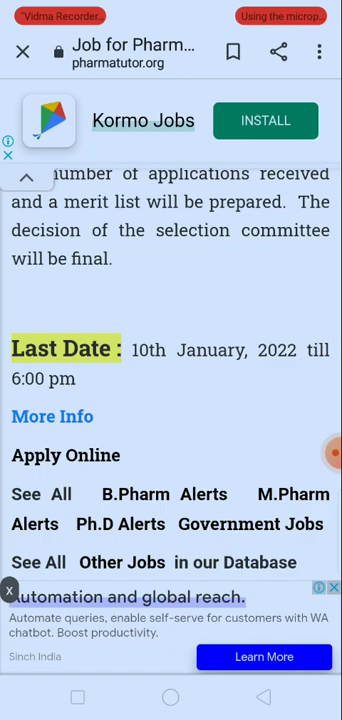 "Vidma Recorder...
Using the microp...
Job for Pharm...
pharmatutor.org
Kormo Jobs
INSTALL
number of applications received
and a merit list will be prepared. The
decision of the selection committee
will be final.
Last Date : 10th January, 2022 till
6:00 pm
More Info
Apply Online
See All B.Pharm Alerts M.Pharm
Alerts Ph.D Alerts Government Jobs
See All Other Jobs in our Database
Automation and global reach.
Automate queries, enable self-serve for customers with WA
chatbot. Boost productivity.
Sinch India
Learn More